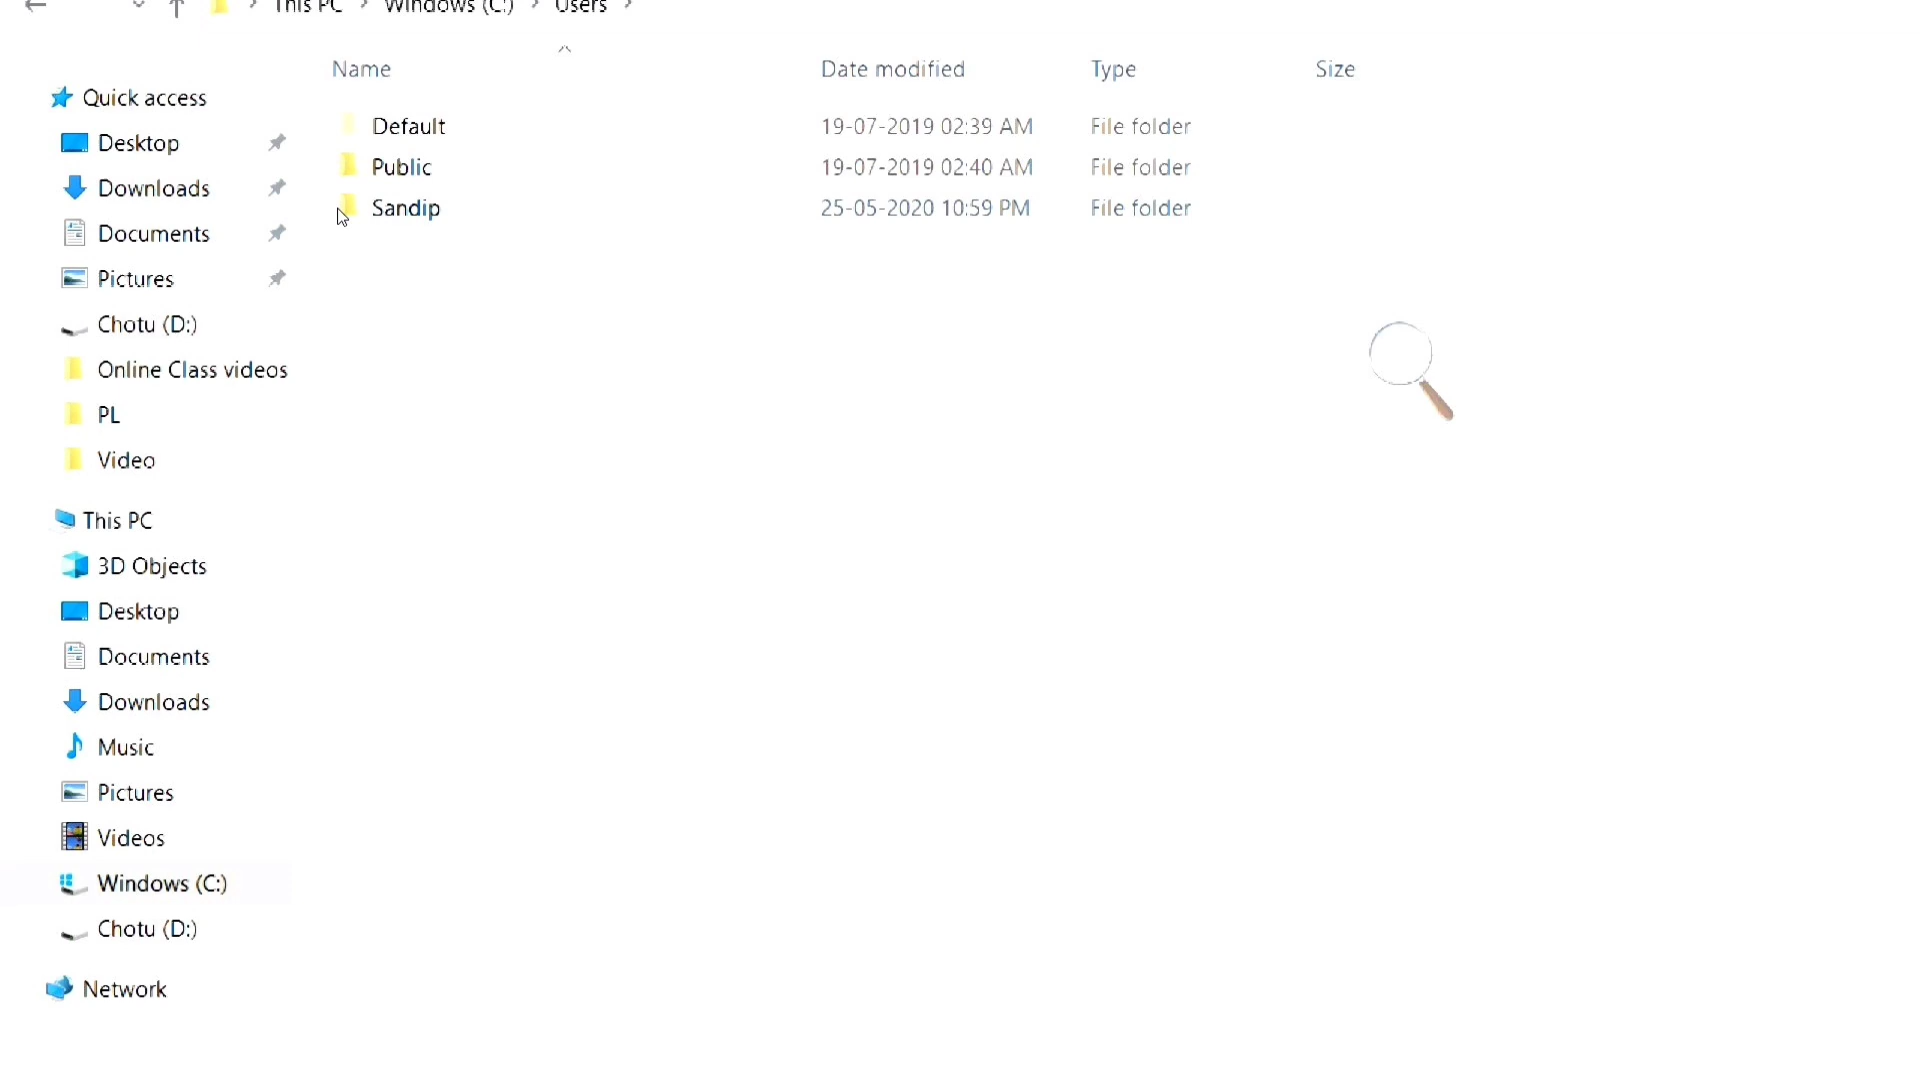 This PC > Windows (C:) > Users >
Name Date modified Type Size
Quick access
Desktop
Downloads
Documents
Pictures
Chotu (D:)
Online Class videos
PL
Video
This PC
3D Objects
Desktop
Documents
Downloads
Music
Pictures
Videos
Windows (C:)
Chotu (D:)
Network
Default 19-07-2019 02:39 AM File folder
Public 19-07-2019 02:40 AM File folder
Sandip 25-05-2020 10:59 PM File folder